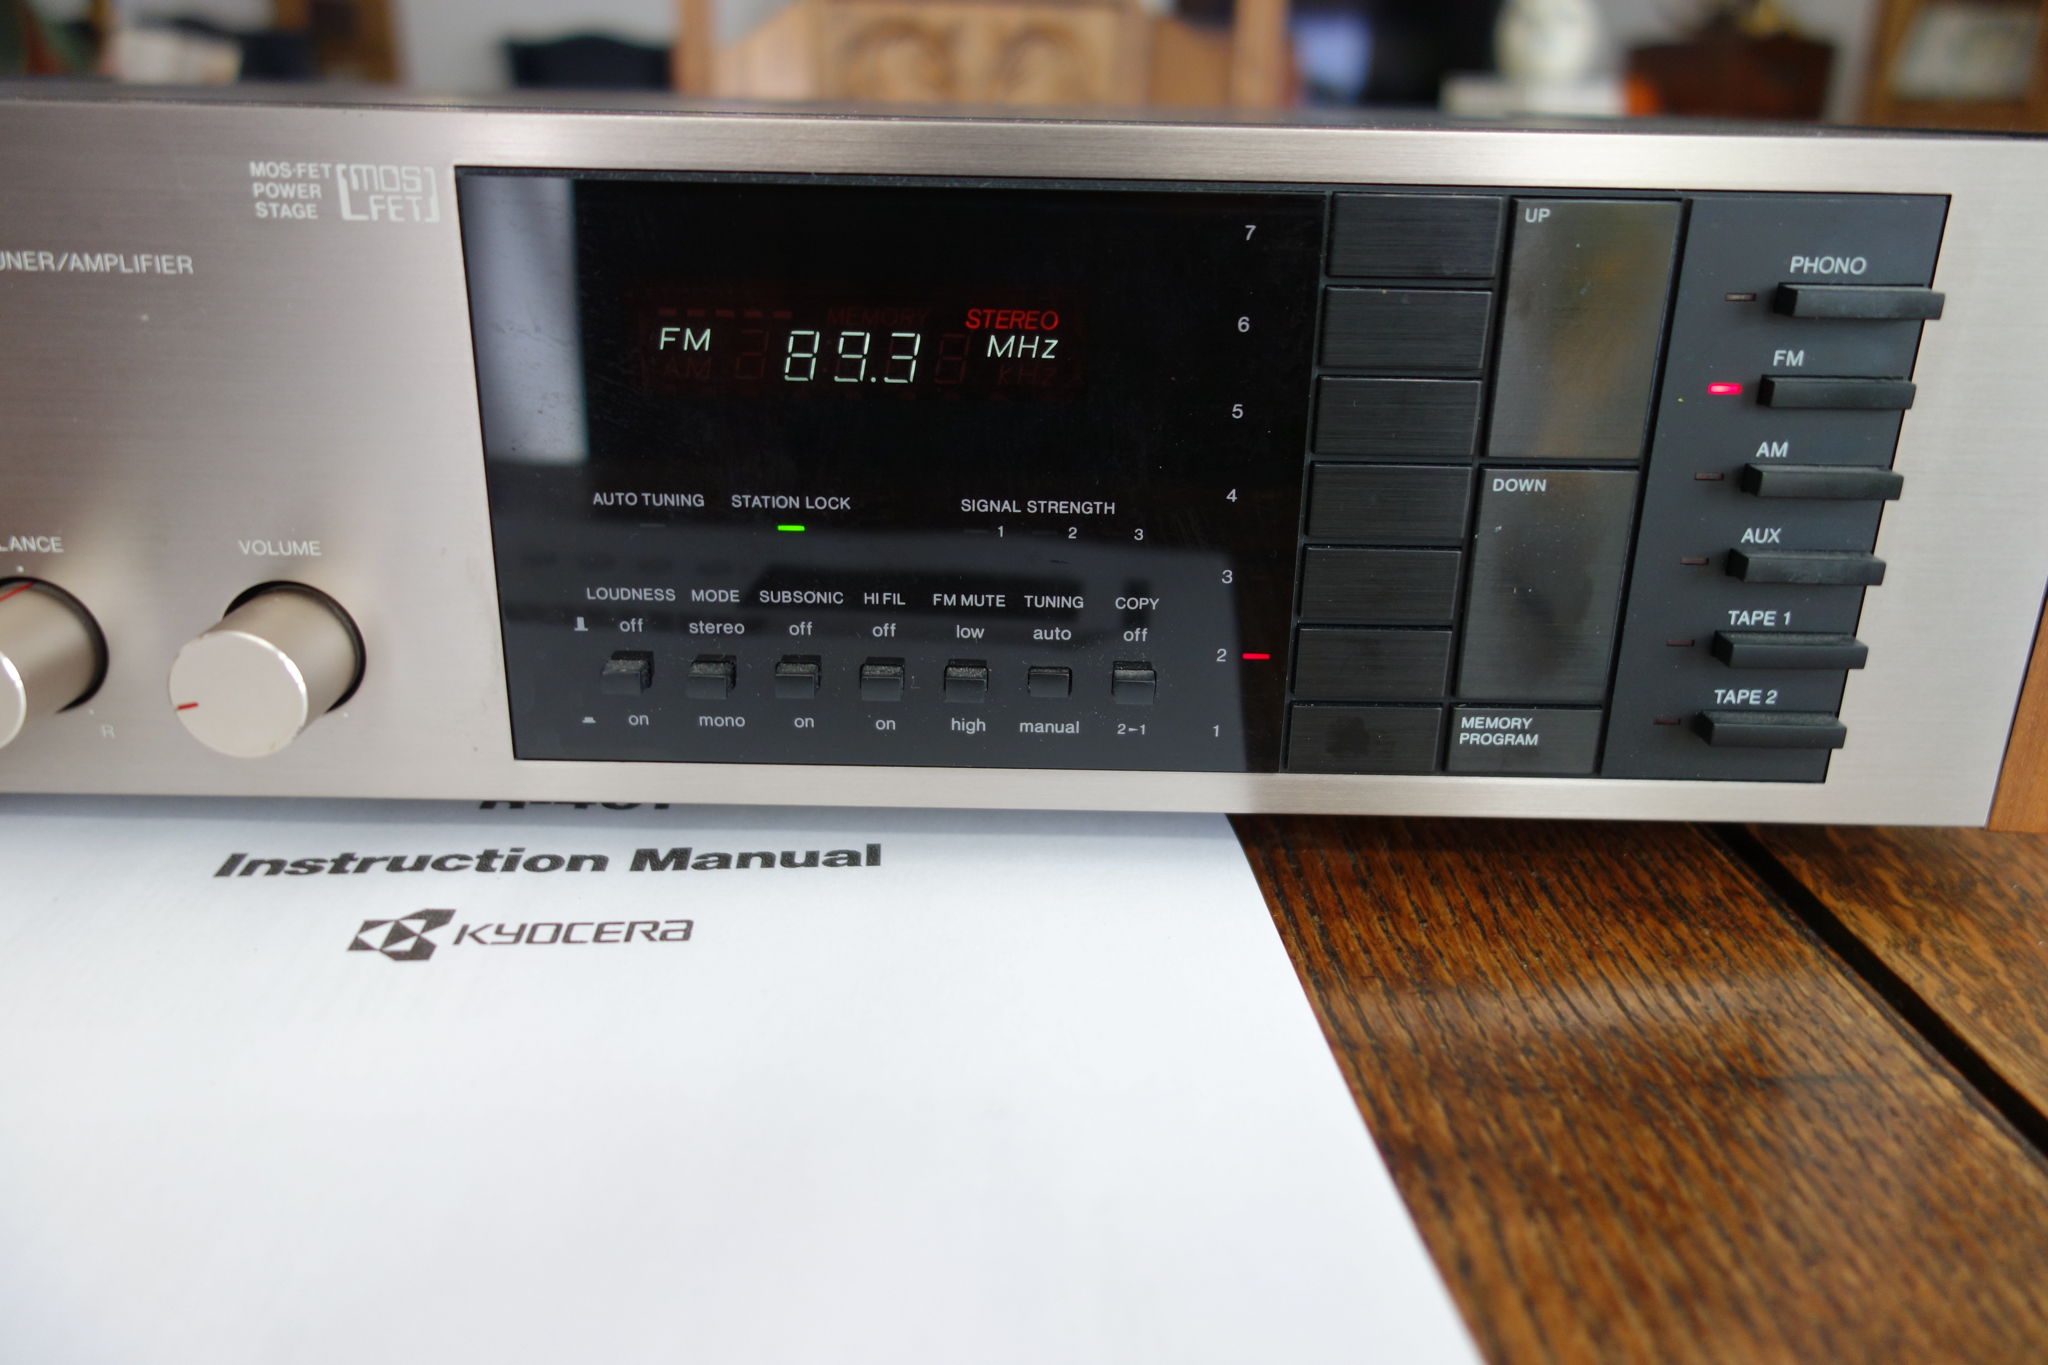 MOS-FET
POWER
STAGE
MOS
FET
UNER/AMPLIFIER
LANCE
R
VOLUME
FM 89.3 MHz
STEREO
MEMORY
AM
KHz
AUTO TUNING STATION LOCK SIGNAL STRENGTH
1 2 3
LOUDNESS MODE SUBSONIC HI FIL FM MUTE TUNING COPY
off stereo off off low auto off
on mono on on high manual 2-1
7
6
5
4
3
2
1
UP
DOWN
MEMORY
PROGRAM
PHONO
FM
AM
AUX
TAPE 1
TAPE 2
Instruction Manual
KYOCERA